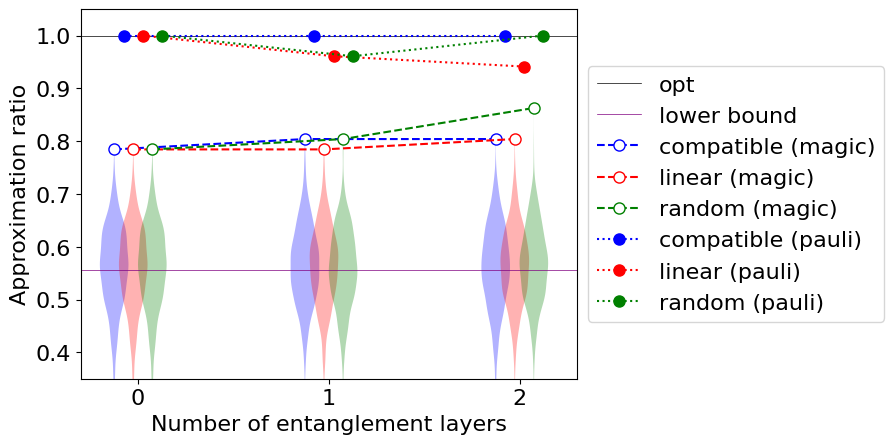 Approximation ratio
1.0
0.9
0.8
0.7
0.6
0.5
0.4
0
1
2
Number of entanglement layers
opt
lower bound
compatible (magic)
linear (magic)
random (magic)
compatible (pauli)
linear (pauli)
random (pauli)